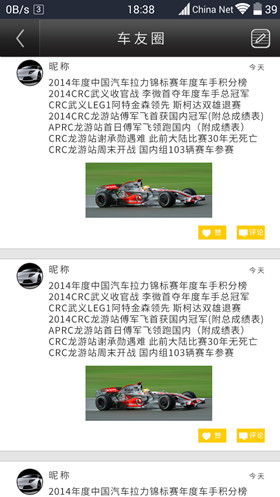 0B/s 3 18:38 China Net 39
车友圈
昵称 今天
2014年度中国汽车拉力锦标赛年度车手积分榜
2014CRC武义收官战 李微首夺年度车手总冠军
CRC武义LEG1阿特金森领先 斯柯达双雄退赛
2014CRC龙游站傅军飞首获国内冠军(附总成绩表)
APRC龙游站首日傅军飞领跑国内（附成绩表）
CRC龙游站谢承勋遇难 此前大陆比赛30年无死亡
CRC龙游站周末开战 国内组103辆赛车参赛
赞 评论
昵称 今天
2014年度中国汽车拉力锦标赛年度车手积分榜
2014CRC武义收官战 李微首夺年度车手总冠军
CRC武义LEG1阿特金森领先 斯柯达双雄退赛
2014CRC龙游站傅军飞首获国内冠军(附总成绩表)
APRC龙游站首日傅军飞领跑国内（附成绩表）
CRC龙游站谢承勋遇难 此前大陆比赛30年无死亡
CRC龙游站周末开战 国内组103辆赛车参赛
赞 评论
昵称 今天
2014年度中国汽车拉力锦标赛年度车手积分榜